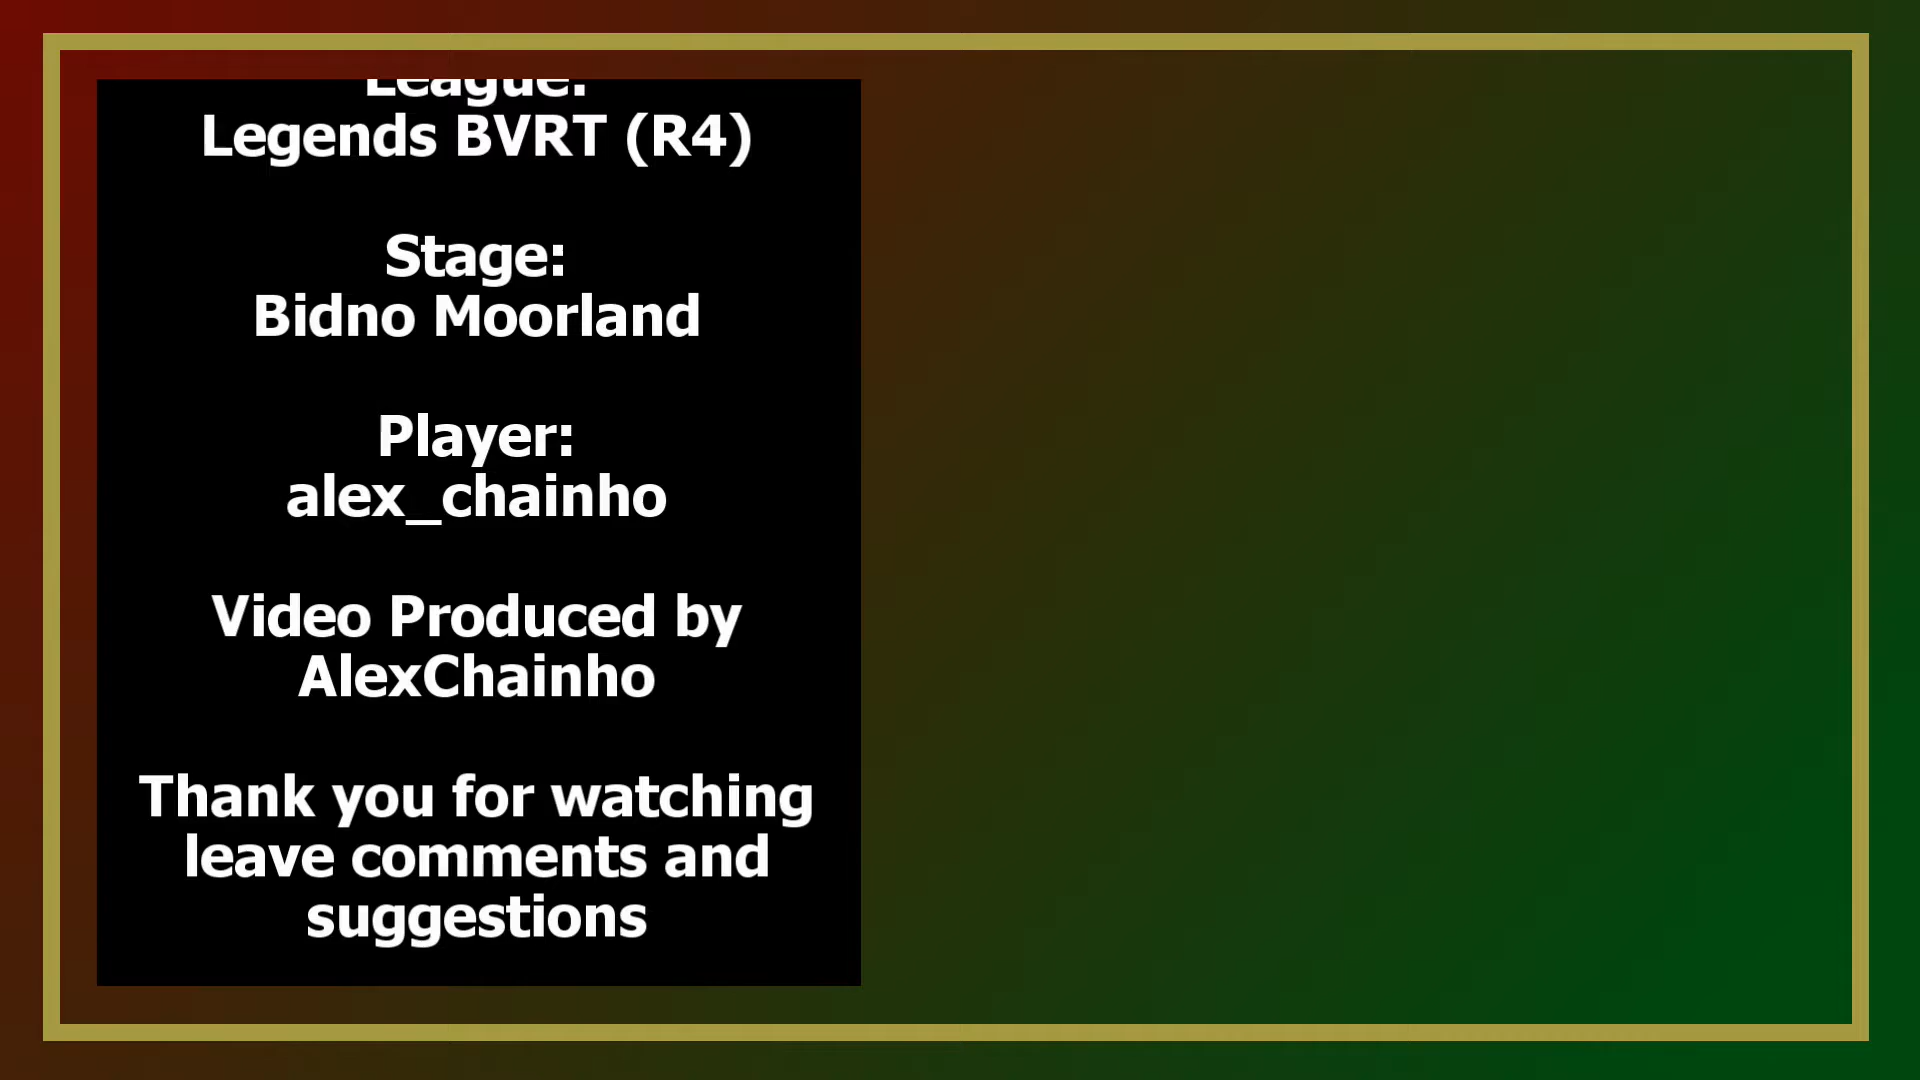 League:
Legends BVRT (R4)
Stage:
Bidno Moorland
Player:
alex_chainho
Video Produced by
AlexChainho
Thank you for watching
leave comments and
suggestions